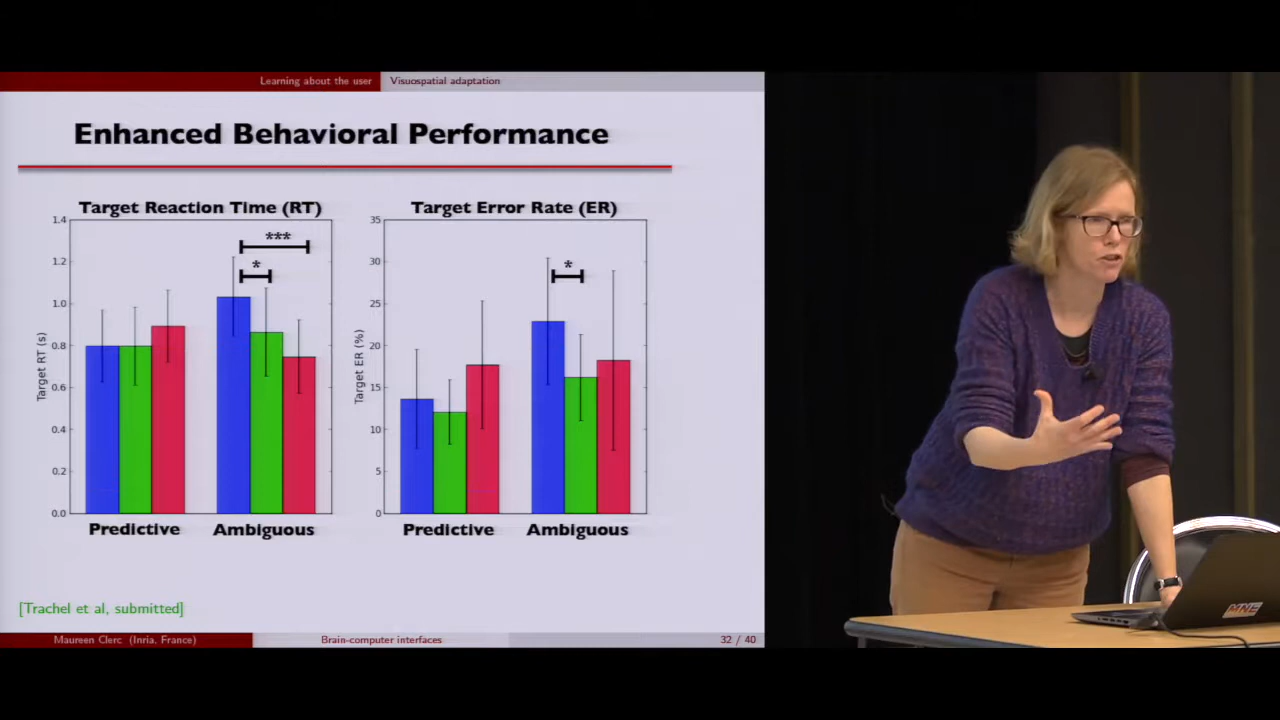 Learning about the user
Visuospatial adaptation
Enhanced Behavioral Performance
Target Reaction Time (RT)
1.4
1.2
1.0
0.8
0.6
0.4
0.2
0.0
Target RT (s)
***
*
Predictive
Ambiguous
Target Error Rate (ER)
35
30
25
20
15
10
5
0
Target ER (%)
*
Predictive
Ambiguous
[Trachel et al, submitted]
Maureen Clerc (Inria, France)
Brain-computer interfaces
32 / 40
MNE